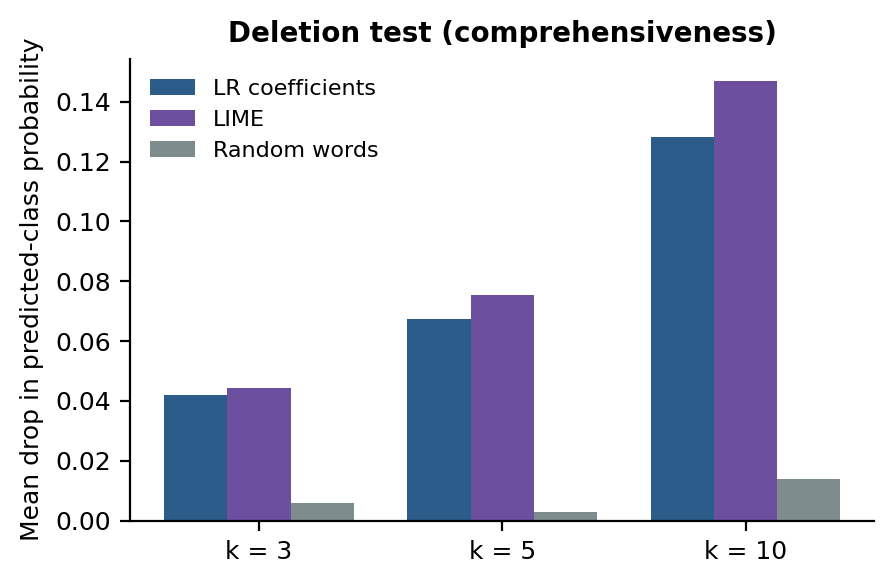 Deletion test (comprehensiveness)
Mean drop in predicted-class probability
LR coefficients
LIME
Random words
0.14
0.12
0.10
0.08
0.06
0.04
0.02
0.00
k = 3
k = 5
k = 10